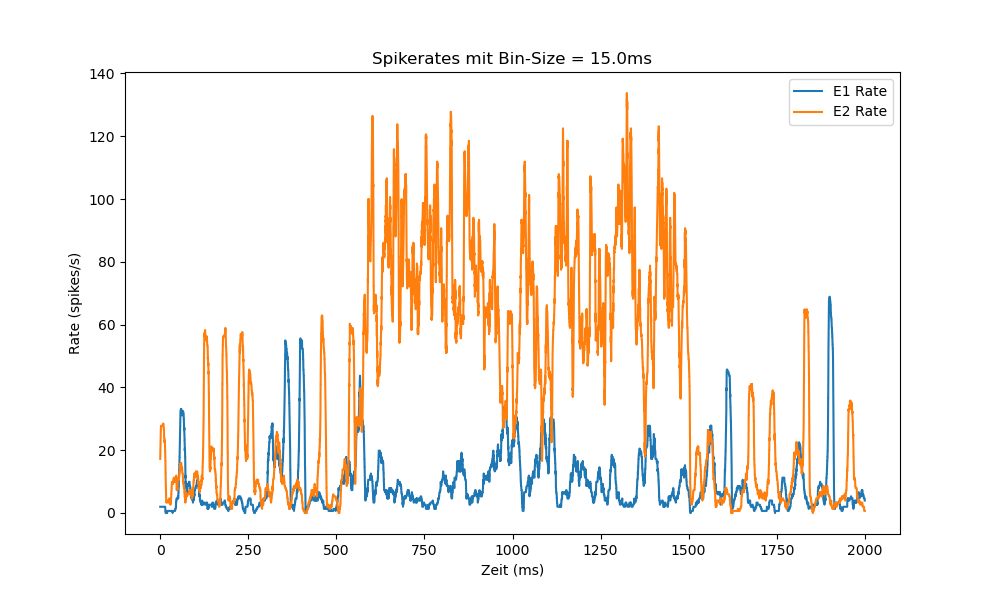 Spikerates mit Bin-Size = 15.0ms
E1 Rate
E2 Rate
140
120
100
80
60
40
20
0
Rate (spikes/s)
0 250 500 750 1000 1250 1500 1750 2000
Zeit (ms)